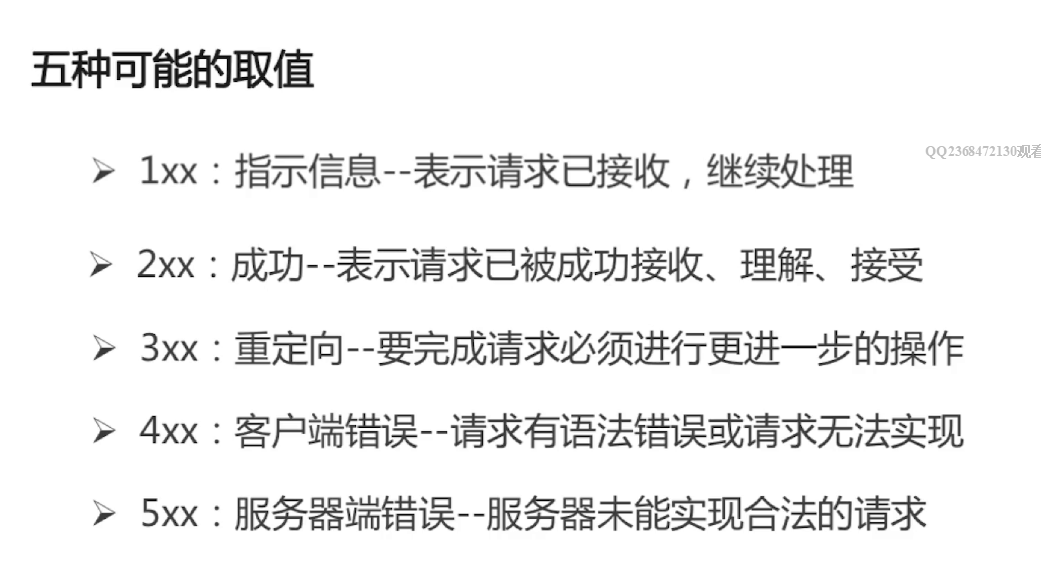 五种可能的取值
QQ2368472130观看
➢ 1xx：指示信息--表示请求已接收，继续处理
➢ 2xx：成功--表示请求已被成功接收、理解、接受
➢ 3xx：重定向--要完成请求必须进行更进一步的操作
➢ 4xx：客户端错误--请求有语法错误或请求无法实现
➢ 5xx：服务器端错误--服务器未能实现合法的请求